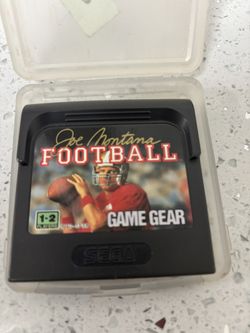 Joe Montana
FOOTBALL
1-2
PLAYERS
GAME GEAR
SEGA